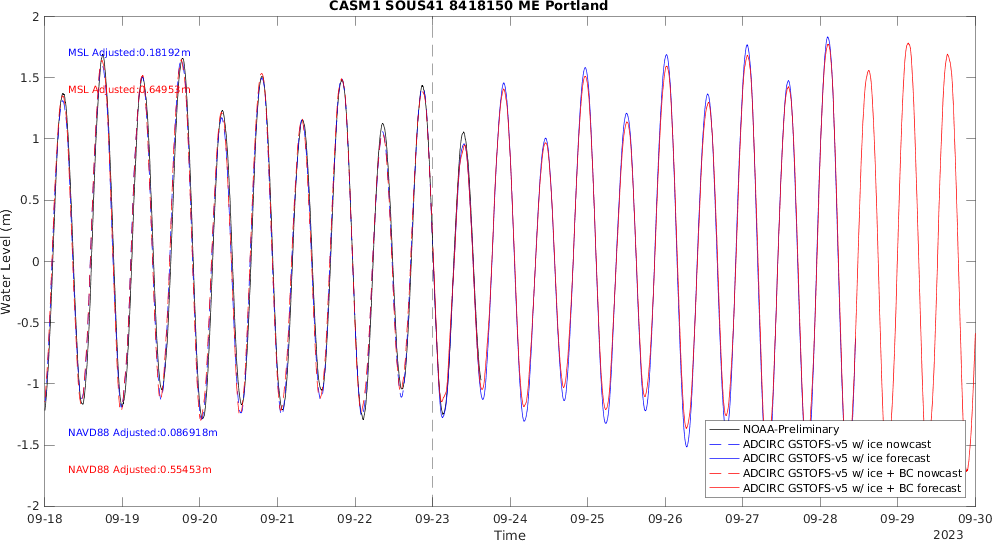 CASM1 SOUS41 8418150 ME Portland
2
MSL Adjusted:0.18192m
1.5
MSL Adjusted:0.64953m
1
0.5
Water Level (m)
0
-0.5
-1
NAVD88 Adjusted:0.086918m
-1.5
NAVD88 Adjusted:0.55453m
-2
NOAA-Preliminary
ADCIRC GSTOFS-v5 w/ ice nowcast
ADCIRC GSTOFS-v5 w/ ice forecast
ADCIRC GSTOFS-v5 w/ ice + BC nowcast
ADCIRC GSTOFS-v5 w/ ice + BC forecast
09-18 09-19 09-20 09-21 09-22 09-23 09-24 09-25 09-26 09-27 09-28 09-29 09-30
Time
2023